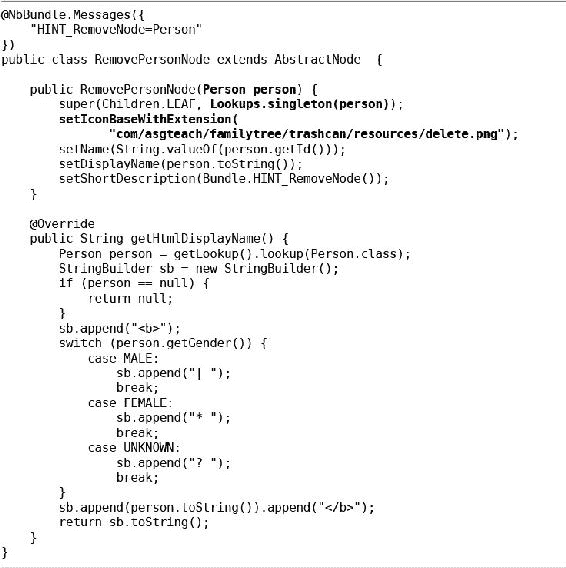 @NbBundle.Messages({
    "HINT_RemoveNode=Person"
})
public class RemovePersonNode extends AbstractNode  {

    public RemovePersonNode(Person person) {
        super(Children.LEAF, Lookups.singleton(person));
        setIconBaseWithExtension(
               "com/asgteach/familytree/trashcan/resources/delete.png");
        setName(String.valueOf(person.getId()));
        setDisplayName(person.toString());
        setShortDescription(Bundle.HINT_RemoveNode());
    }

    @Override
    public String getHtmlDisplayName() {
        Person person = getLookup().lookup(Person.class);
        StringBuilder sb = new StringBuilder();
        if (person == null) {
            return null;
        }
        sb.append("<b>");
        switch (person.getGender()) {
            case MALE:
                sb.append("| ");
                break;
            case FEMALE:
                sb.append("* ");
                break;
            case UNKNOWN:
                sb.append("? ");
                break;
        }
        sb.append(person.toString()).append("</b>");
        return sb.toString();
    }
}